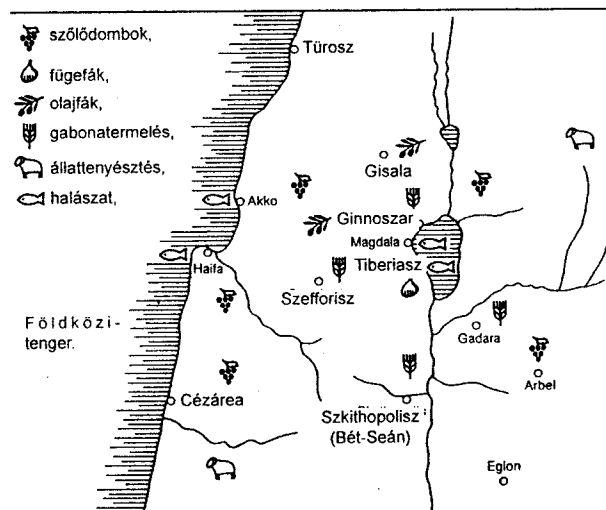 szőlődombok,
fügefák,
olajfák,
gabonatermelés,
állattenyésztés,
halászat,
Türosz
Gisala
Akko
Ginnoszar
Magdala
Tiberiasz
Haifa
Szefforisz
Földközi-
tenger.
Gadara
Arbel
Cézárea
Szkithopolisz
(Bét-Seán)
Eglon